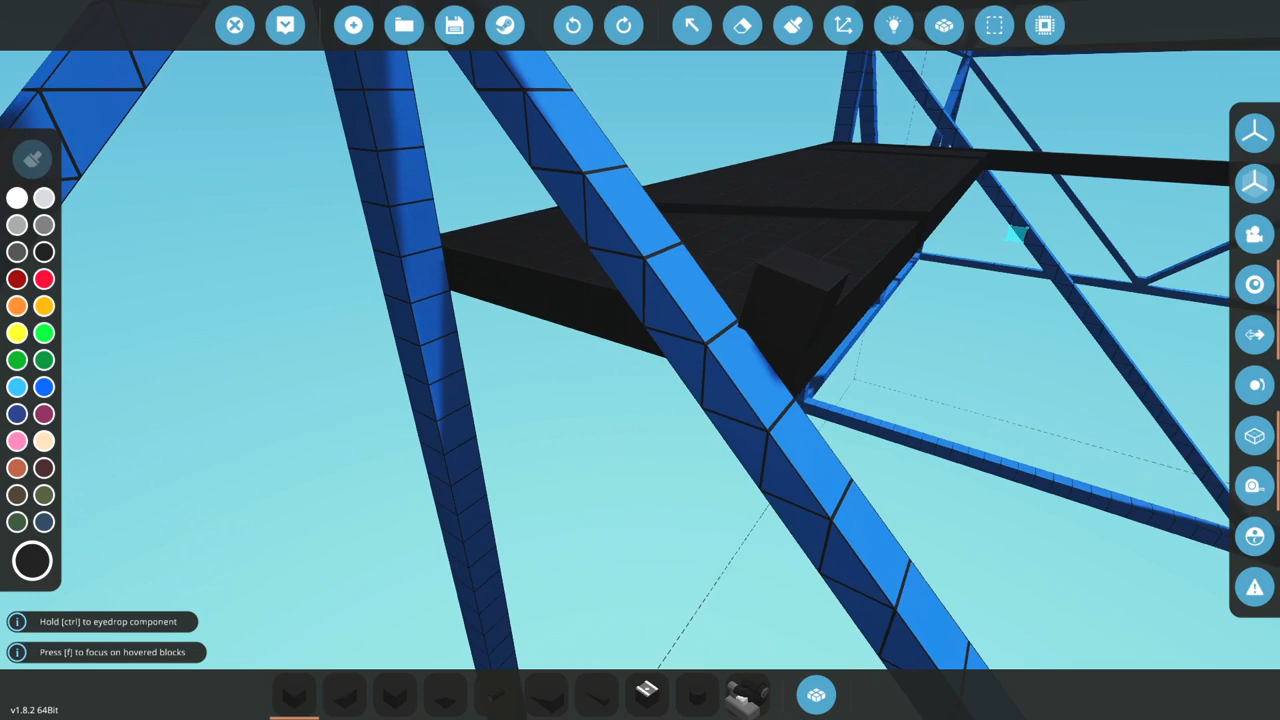 Hold [ctrl] to eyedrop component
Press [f] to focus on hovered blocks
v1.8.2 64Bit